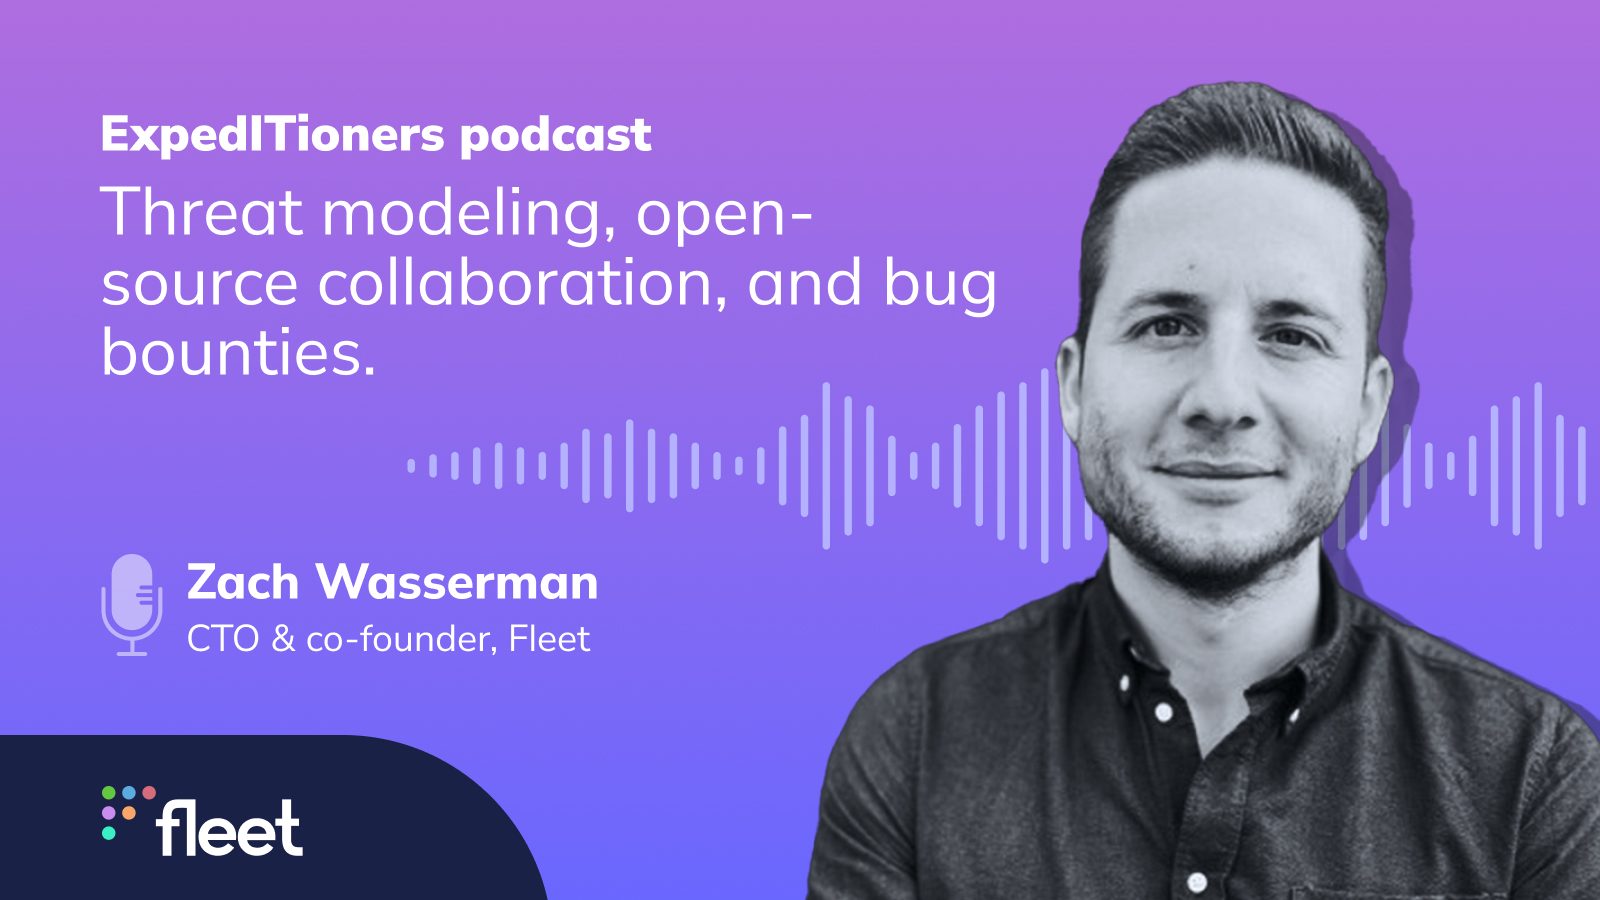 ExpedITioners podcast
Threat modeling, open-
source collaboration, and bug
bounties.
Zach Wasserman
CTO & co-founder, Fleet
fleet